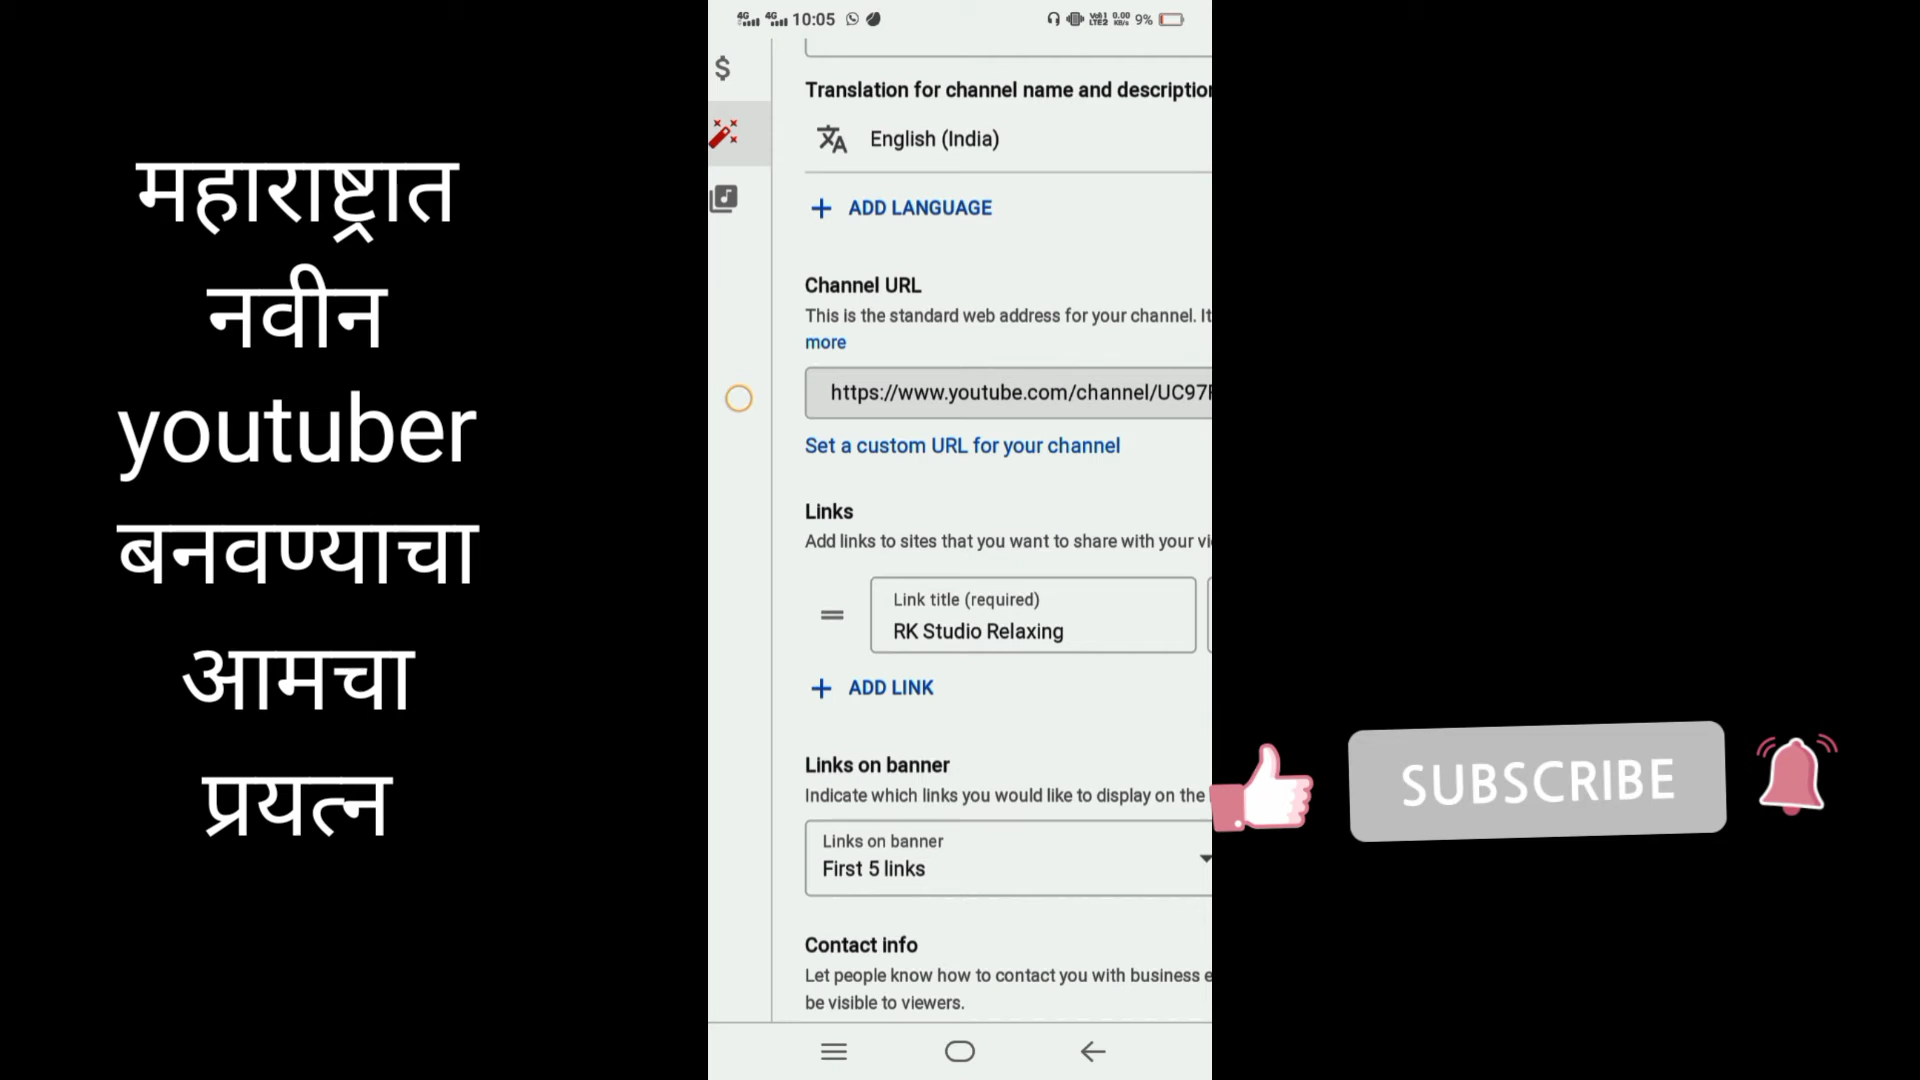 महाराष्ट्रात
नवीन
youtuber
बनवण्याचा
आमचा
प्रयत्न
10:05
9%
Translation for channel name and description
English (India)
ADD LANGUAGE
Channel URL
This is the standard web address for your channel. It
more
https://www.youtube.com/channel/UC97
Set a custom URL for your channel
Links
Add links to sites that you want to share with your vi
Link title (required)
RK Studio Relaxing
ADD LINK
Links on banner
Indicate which links you would like to display on the
Links on banner
First 5 links
Contact info
Let people know how to contact you with business e
be visible to viewers.
SUBSCRIBE